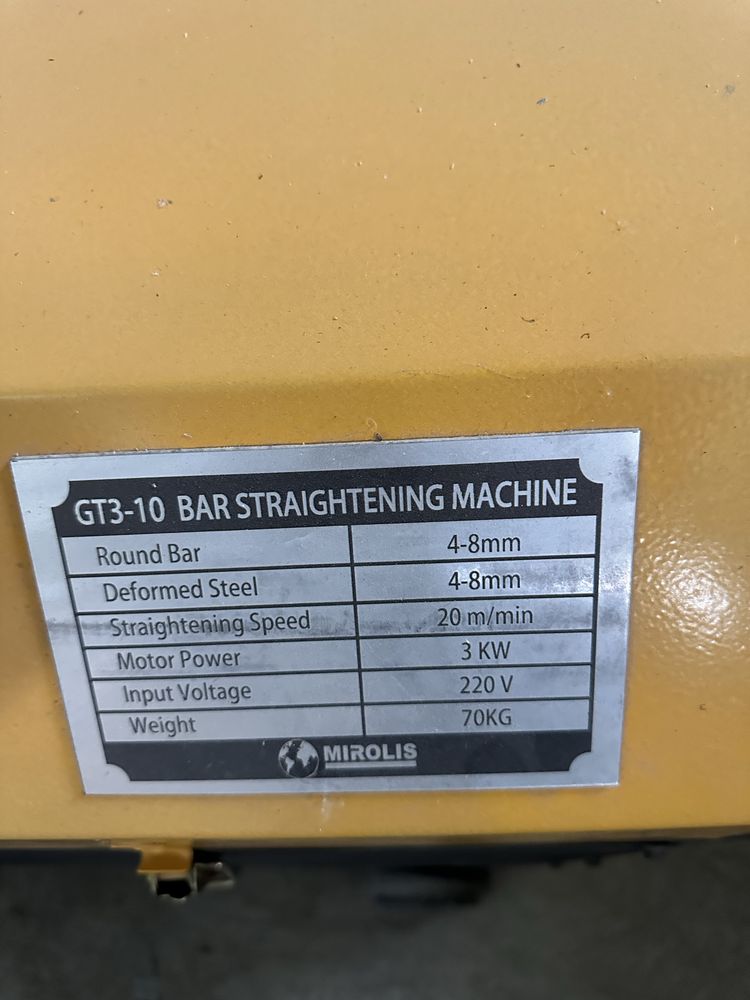 GT3-10 BAR STRAIGHTENING MACHINE
Round Bar 4-8mm
Deformed Steel 4-8mm
Straightening Speed 20 m/min
Motor Power 3 KW
Input Voltage 220 V
Weight 70KG
MIROLIS